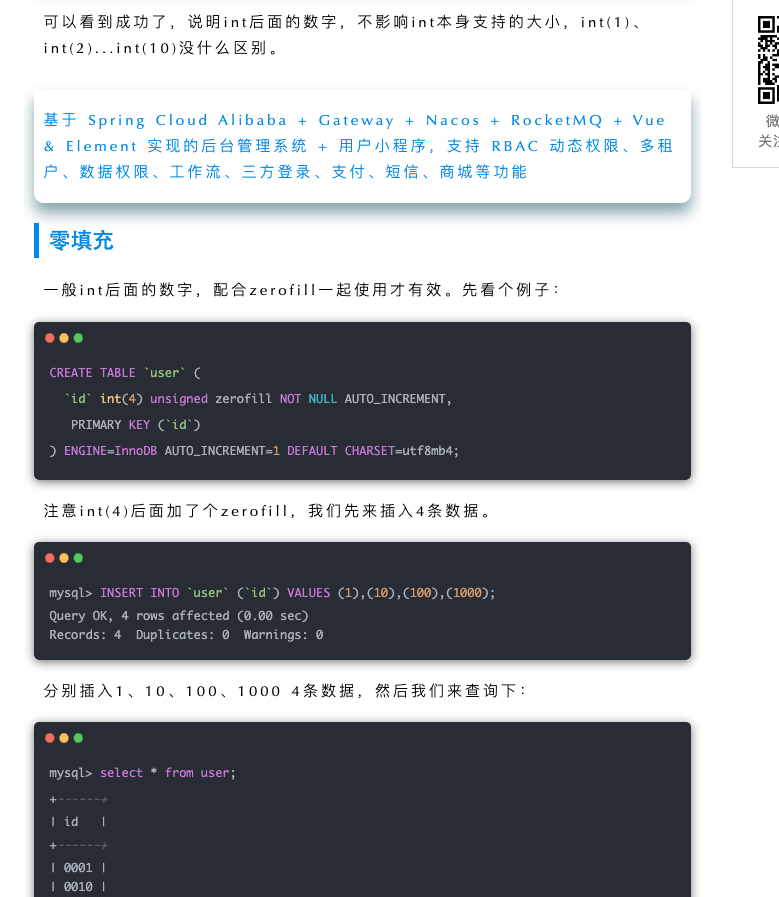 可以看到成功了，说明int后面的数字，不影响int本身支持的大小，int(1)、
int(2)...int(10)没什么区别。
基于 Spring Cloud Alibaba + Gateway + Nacos + RocketMQ + Vue
& Element 实现的后台管理系统 + 用户小程序，支持 RBAC 动态权限、多租
户、数据权限、工作流、三方登录、支付、短信、商城等功能
零填充
一般int后面的数字，配合zerofill一起使用才有效。先看个例子：
CREATE TABLE `user` (
  `id` int(4) unsigned zerofill NOT NULL AUTO_INCREMENT,
   PRIMARY KEY (`id`)
) ENGINE=InnoDB AUTO_INCREMENT=1 DEFAULT CHARSET=utf8mb4;
注意int(4)后面加了个zerofill，我们先来插入4条数据。
mysql> INSERT INTO `user` (`id`) VALUES (1),(10),(100),(1000);
Query OK, 4 rows affected (0.00 sec)
Records: 4  Duplicates: 0  Warnings: 0
分别插入1、10、100、1000 4条数据，然后我们来查询下：
mysql> select * from user;
+------+
| id   |
+------+
| 0001 |
| 0010 |
微
关注